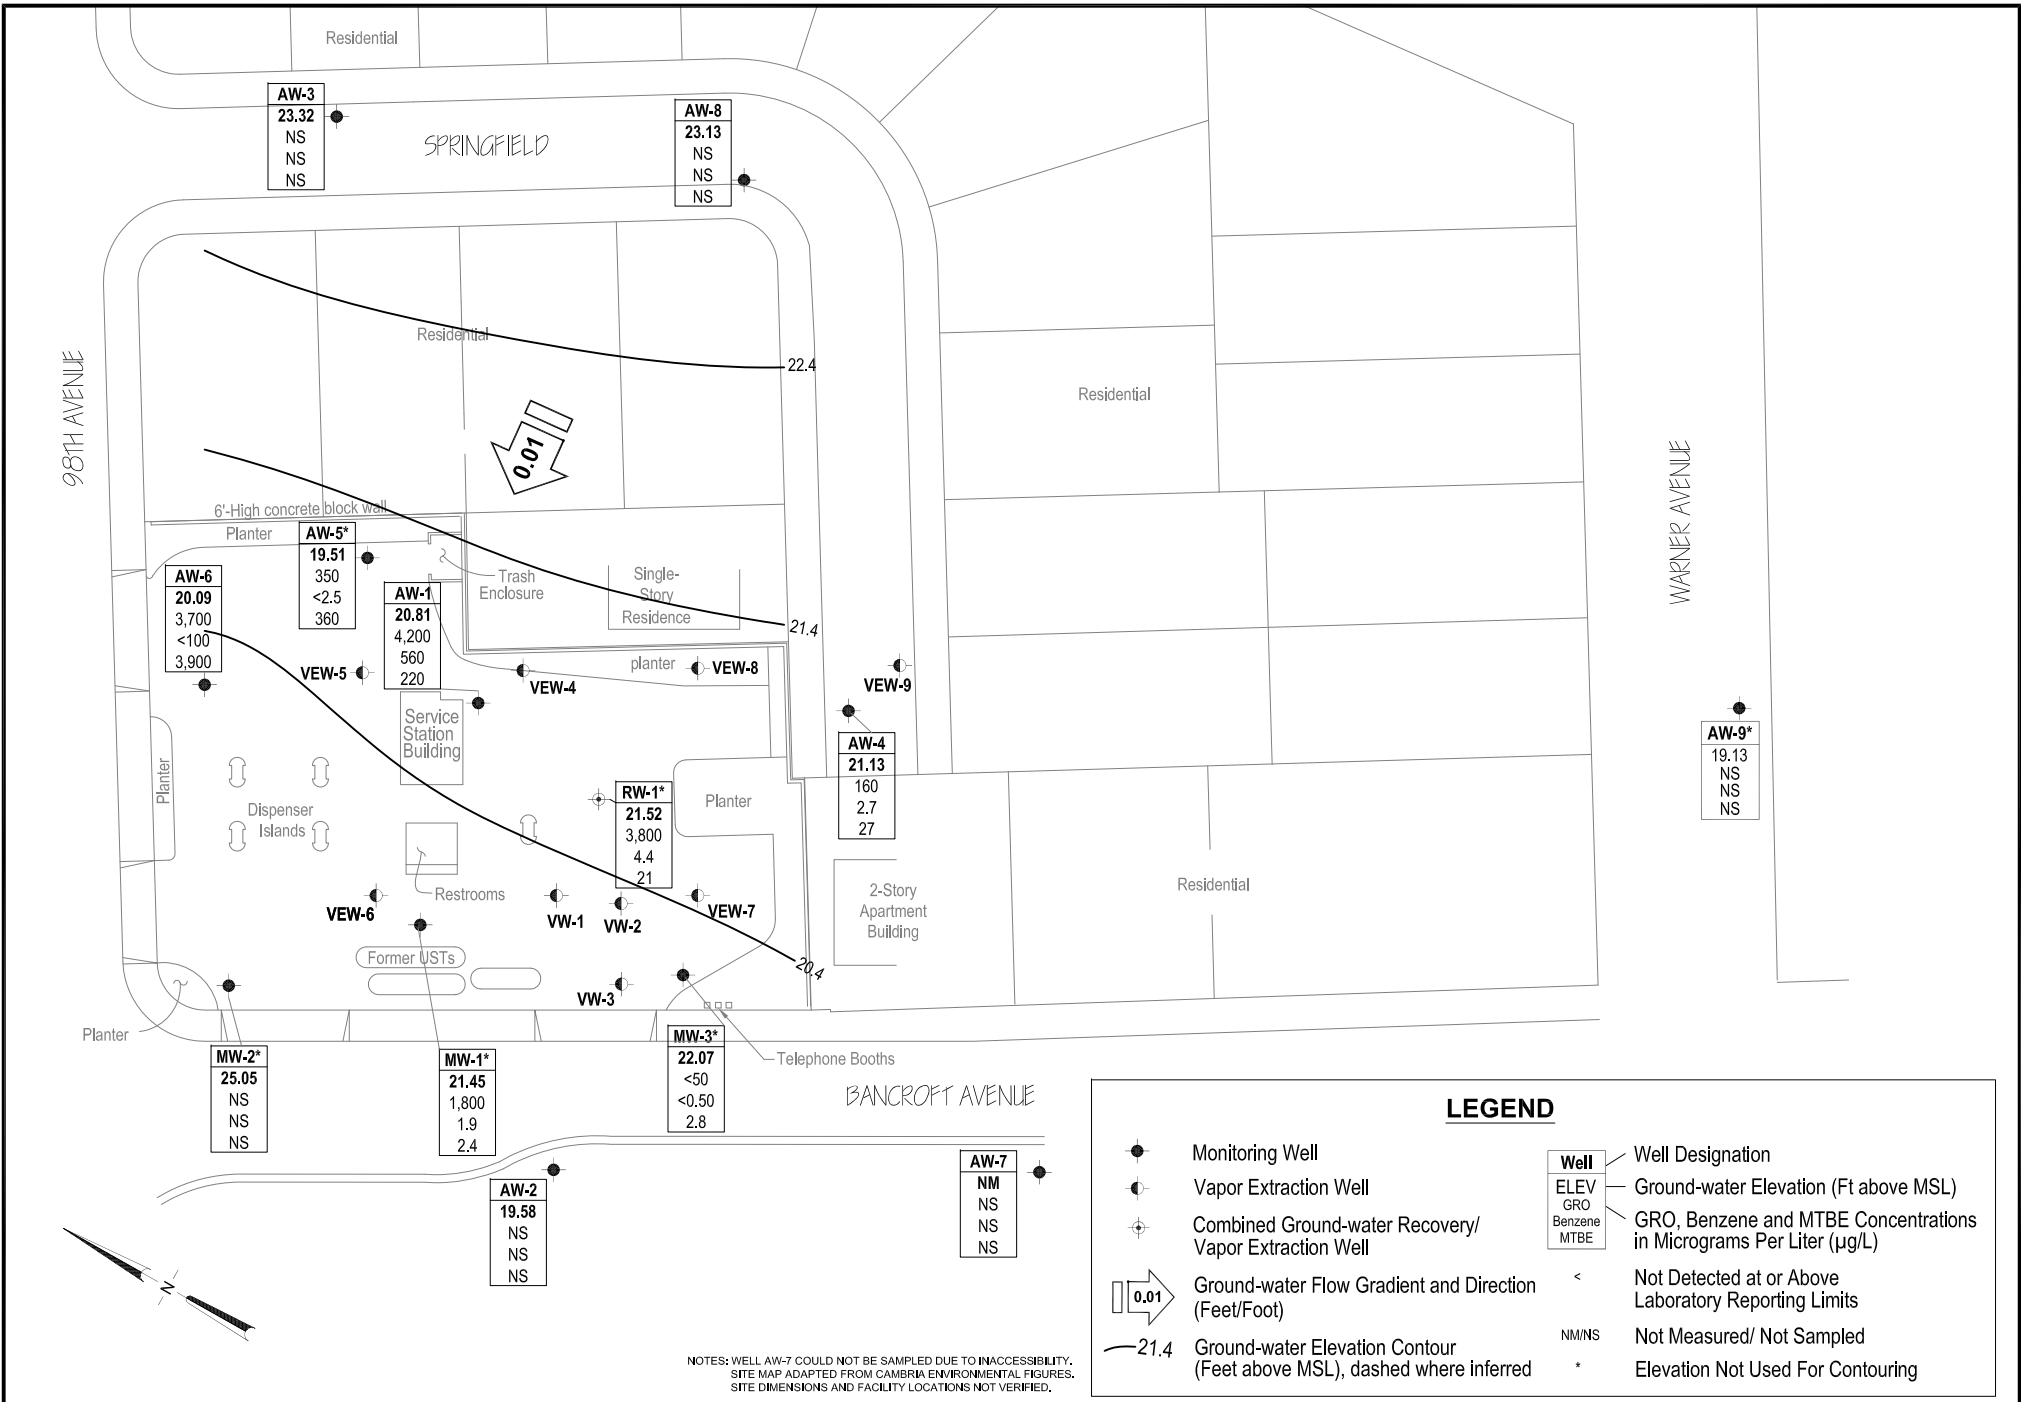 Residential
AW-3
23.32
NS
NS
NS
SPRINGFIELD
AW-8
23.13
NS
NS
NS
98TH AVENUE
Residential
22.4
0.01
Residential
WARNER AVENUE
6'-High concrete block wall
Planter
AW-5*
19.51
350
<2.5
360
AW-6
20.09
3,700
<100
3,900
AW-1
20.81
4,200
560
220
Trash
Enclosure
Single-
Story
Residence
21.4
VEW-5
VEW-4
planter
VEW-8
VEW-9
Service
Station
Building
AW-4
21.13
160
2.7
27
AW-9*
19.13
NS
NS
NS
Planter
Dispenser
Islands
RW-1*
21.52
3,800
4.4
21
Planter
Restrooms
VEW-6
VW-1
VW-2
VEW-7
2-Story
Apartment
Building
Residential
Former USTs
20.4
VW-3
Planter
MW-2*
25.05
NS
NS
NS
MW-1*
21.45
1,800
1.9
2.4
MW-3*
22.07
<50
<0.50
2.8
Telephone Booths
BANCROFT AVENUE
AW-2
19.58
NS
NS
NS
AW-7
NM
NS
NS
NS
N
LEGEND
Monitoring Well
Vapor Extraction Well
Combined Ground-water Recovery/
Vapor Extraction Well
0.01
Ground-water Flow Gradient and Direction
(Feet/Foot)
21.4
Ground-water Elevation Contour
(Feet above MSL), dashed where inferred
Well
ELEV
GRO
Benzene
MTBE
Well Designation
Ground-water Elevation (Ft above MSL)
GRO, Benzene and MTBE Concentrations
in Micrograms Per Liter (µg/L)
< Not Detected at or Above
Laboratory Reporting Limits
NM/NS Not Measured/ Not Sampled
* Elevation Not Used For Contouring
NOTES: WELL AW-7 COULD NOT BE SAMPLED DUE TO INACCESSIBILITY.
SITE MAP ADAPTED FROM CAMBRIA ENVIRONMENTAL FIGURES.
SITE DIMENSIONS AND FACILITY LOCATIONS NOT VERIFIED.